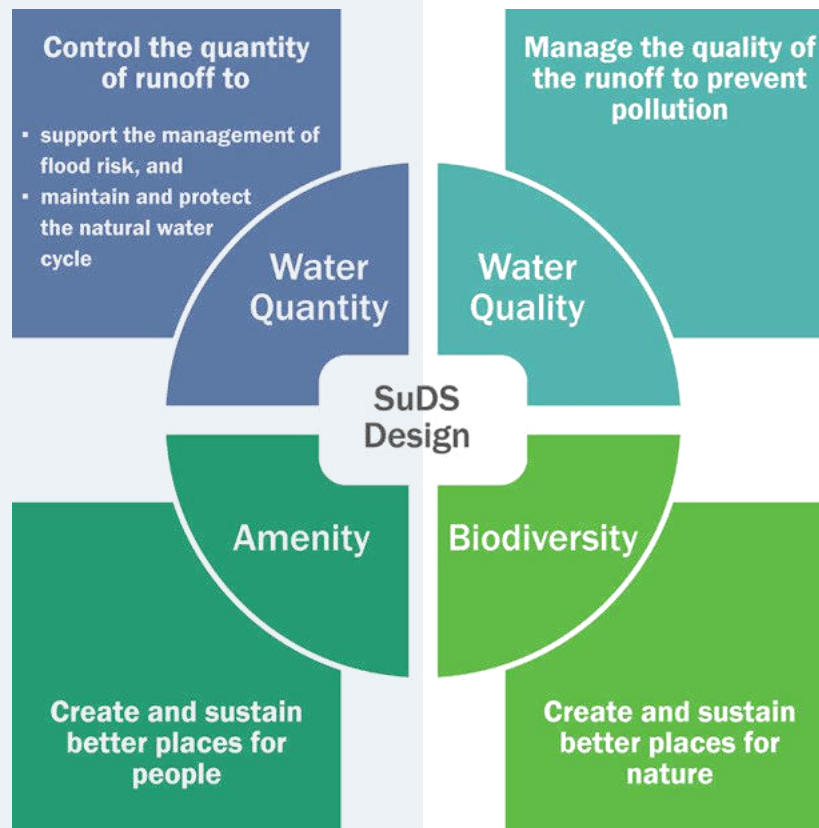 Control the quantity
of runoff to
▪ support the management of
flood risk, and
▪ maintain and protect
the natural water
cycle
Manage the quality of
the runoff to prevent
pollution
Water
Quantity
Water
Quality
SuDS
Design
Amenity
Biodiversity
Create and sustain
better places for
people
Create and sustain
better places for
nature